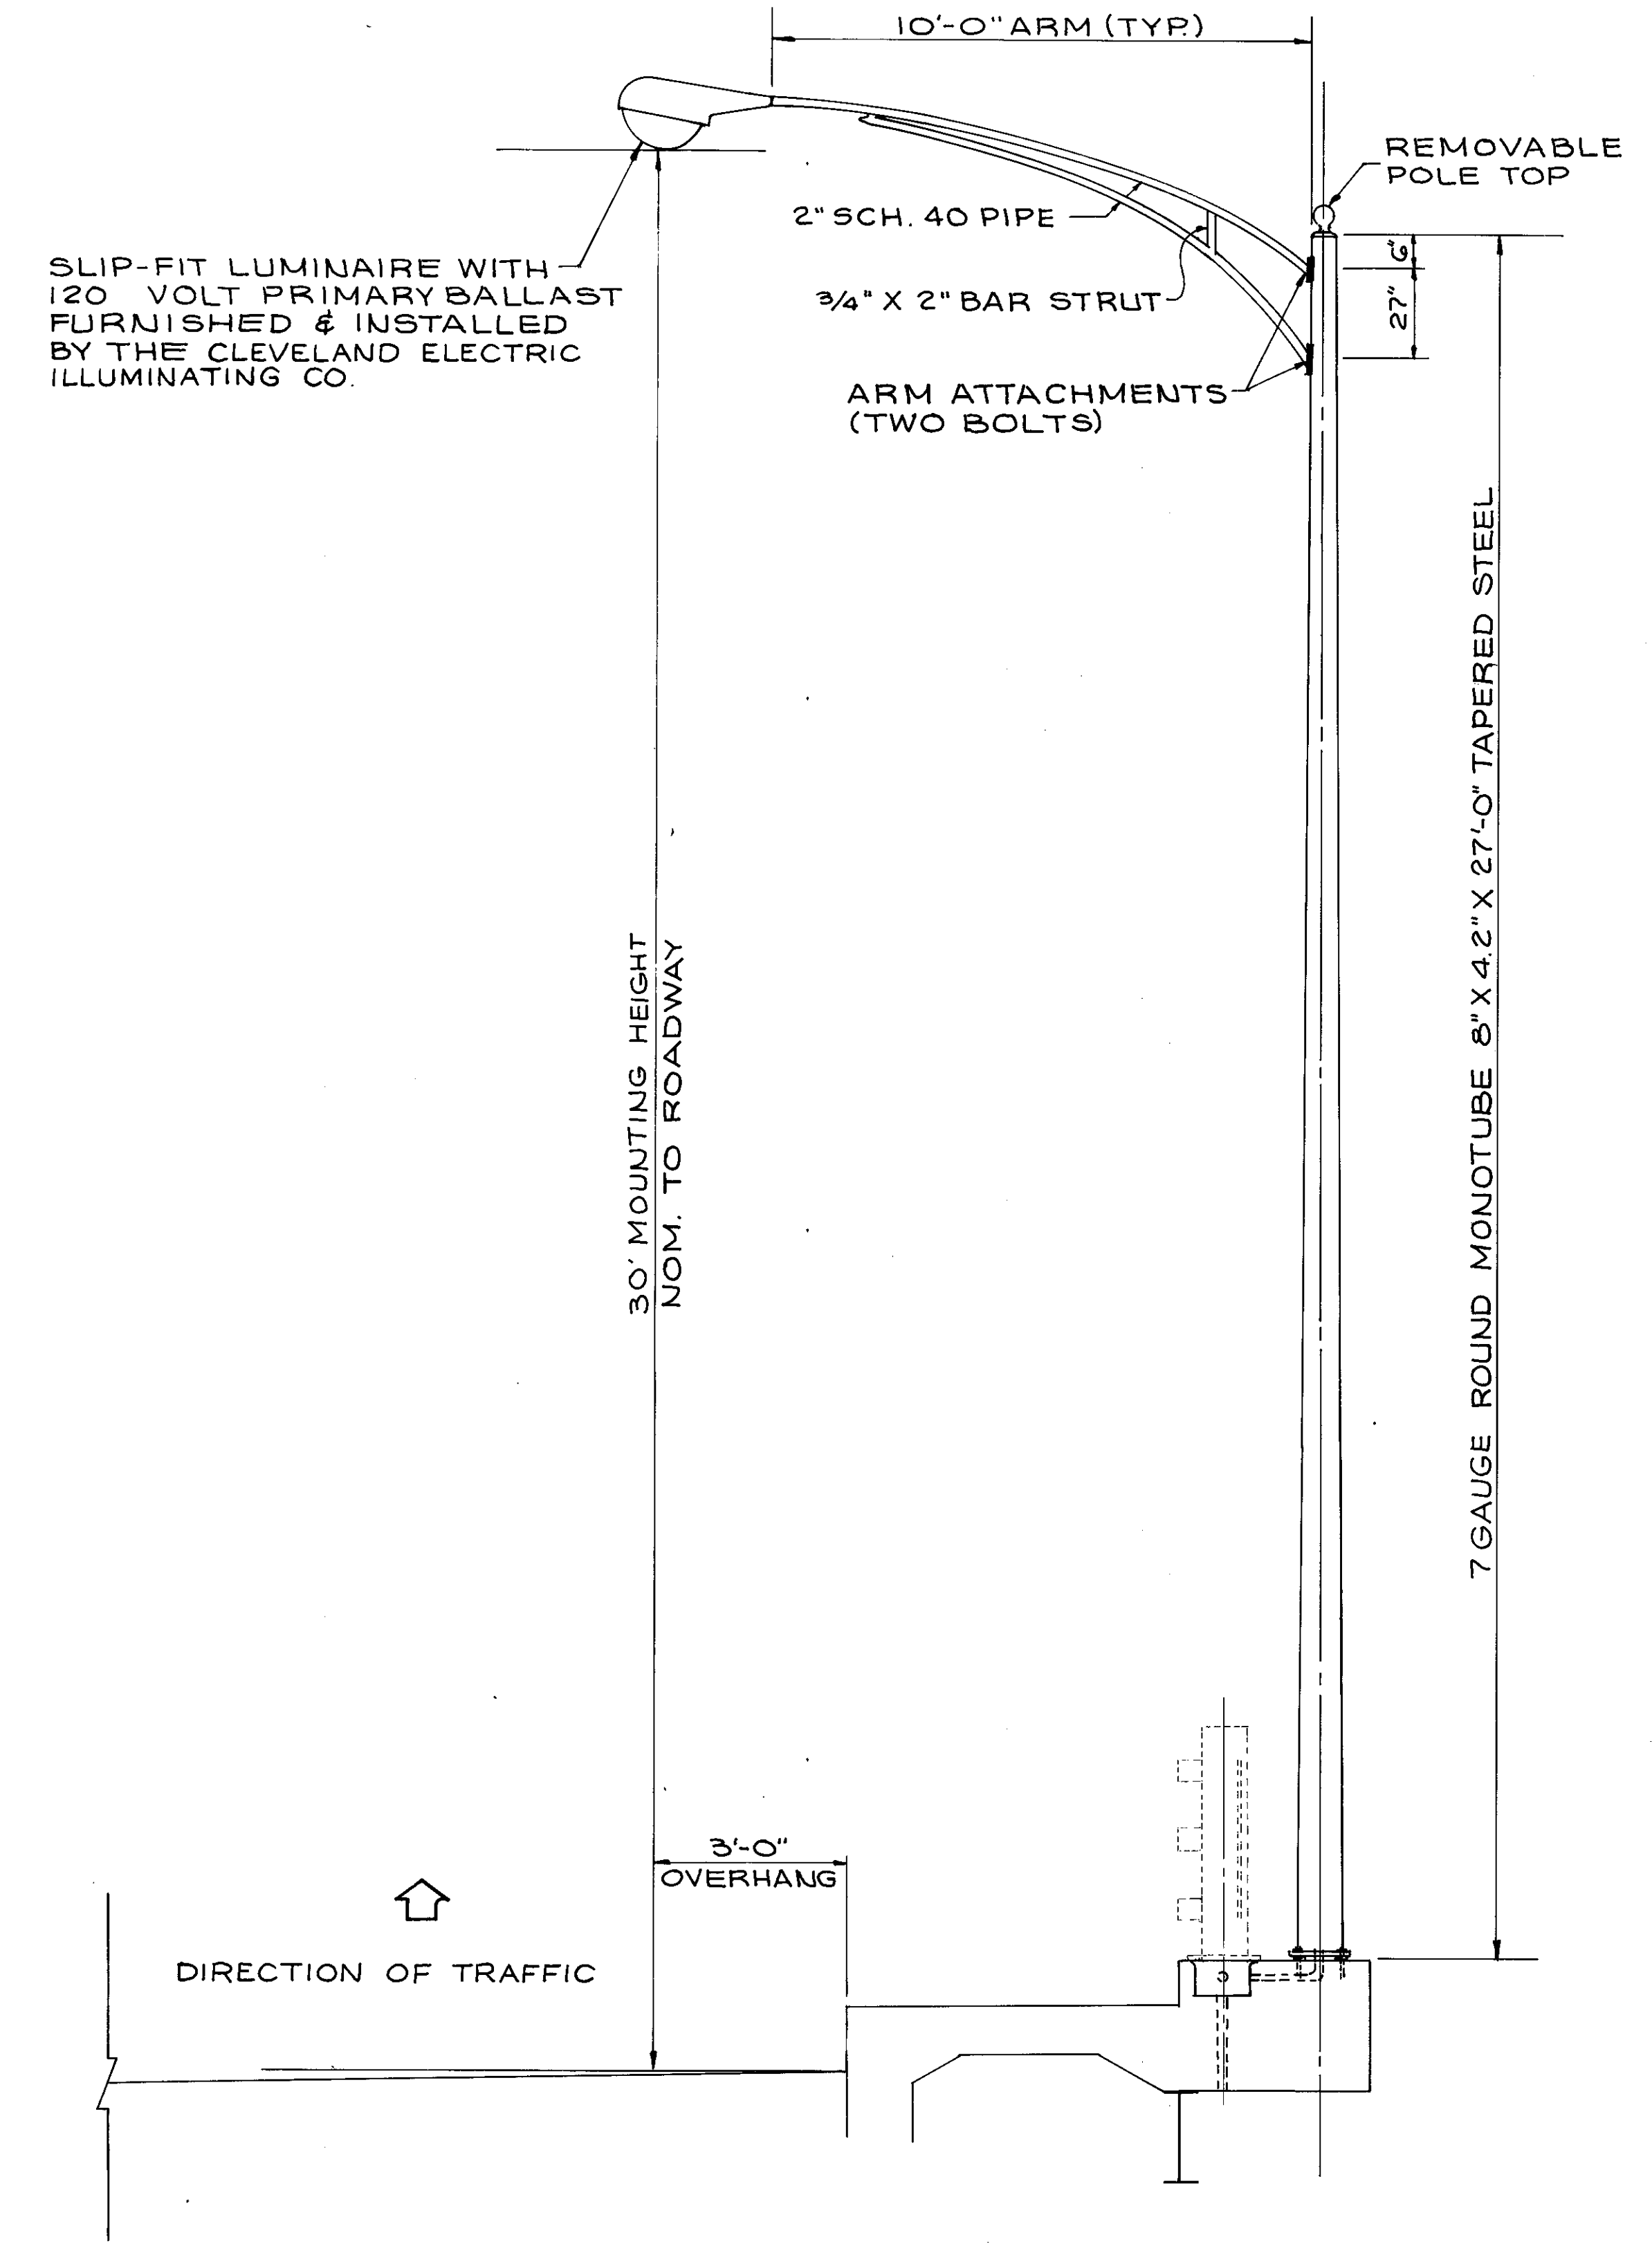 10'-0" ARM (TYP.)
REMOVABLE
POLE TOP
2" SCH. 40 PIPE
6"
SLIP-FIT LUMINAIRE WITH
120 VOLT PRIMARY BALLAST
FURNISHED & INSTALLED
BY THE CLEVELAND ELECTRIC
ILLUMINATING CO.
3/4" X 2" BAR STRUT
27"
ARM ATTACHMENTS
(TWO BOLTS)
7 GAUGE ROUND MONOTUBE 8" X 4.2" X 27'-0" TAPERED STEEL
30' MOUNTING HEIGHT
NOM. TO ROADWAY
3'-0"
OVERHANG
DIRECTION OF TRAFFIC